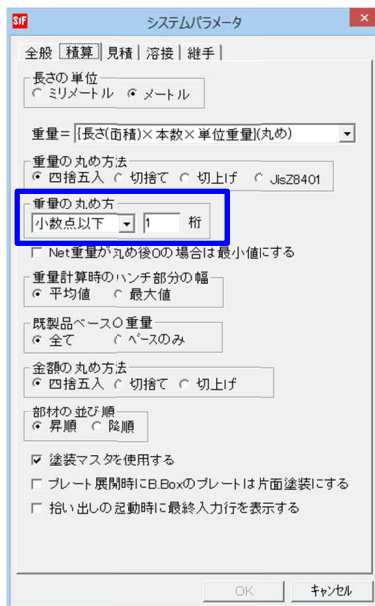 SIF システムパラメータ ×
全般 積算 見積 溶接 継手
長さの単位
ミリメートル メートル
重量= [{長さ(面積)×本数×単位重量](丸め)
重量の丸め方法
四捨五入 切捨て 切上げ JisZ8401
重量の丸め方
小数点以下 1 桁
Net重量が丸め後0の場合は最小値にする
重量計算時のハンチ部分の幅
平均値 最大値
既製品ベースの重量
全て ベースのみ
金額の丸め方法
四捨五入 切捨て 切上げ
部材の並び順
昇順 降順
塗装マスタを使用する
プレート展開時にB.Boxのプレートは片面塗装にする
拾い出しの起動時に最終入力行を表示する
OK キャンセル